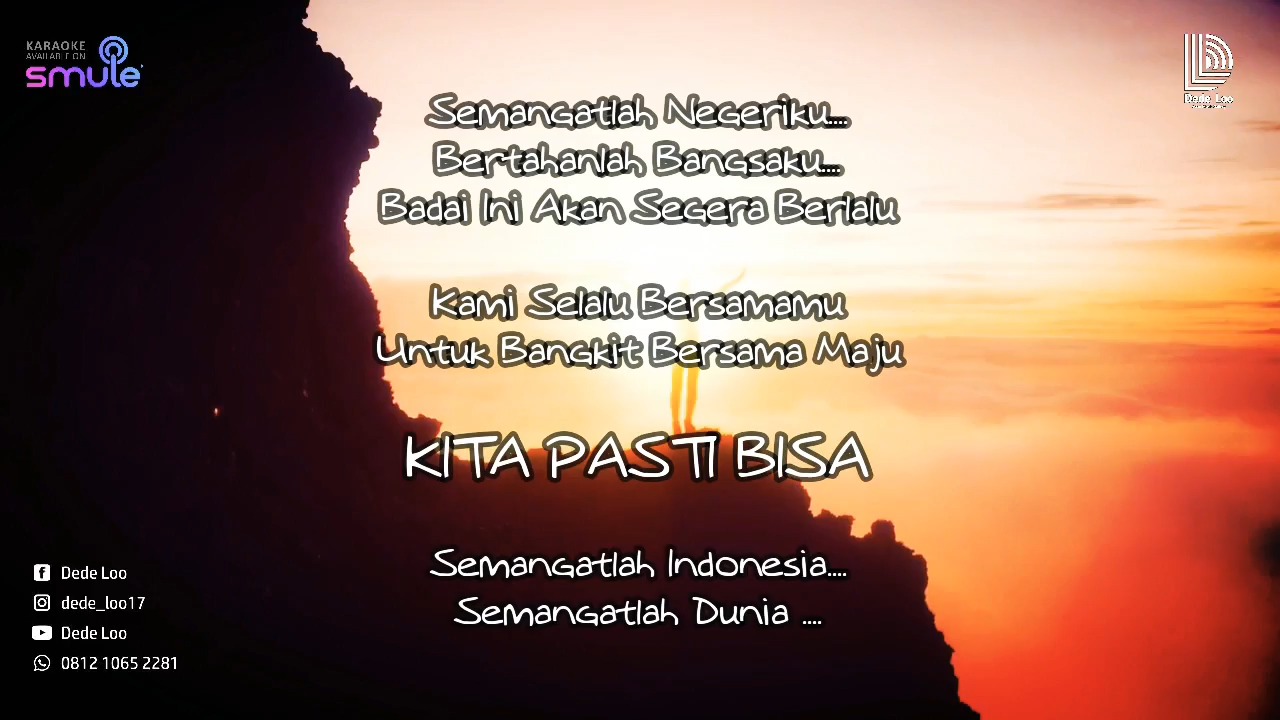 KARAOKE
AVAILABLE ON
smule
Dede Loo
Semangatlah Negeriku....
Bertahanlah Bangsaku....
Badai Ini Akan Segera Berlalu
Kami Selalu Bersamamu
Untuk Bangkit Bersama Maju
KITA PASTI BISA
Semangatlah Indonesia....
Semangatlah Dunia ....
Dede Loo
dede_loo17
Dede Loo
0812 1065 2281